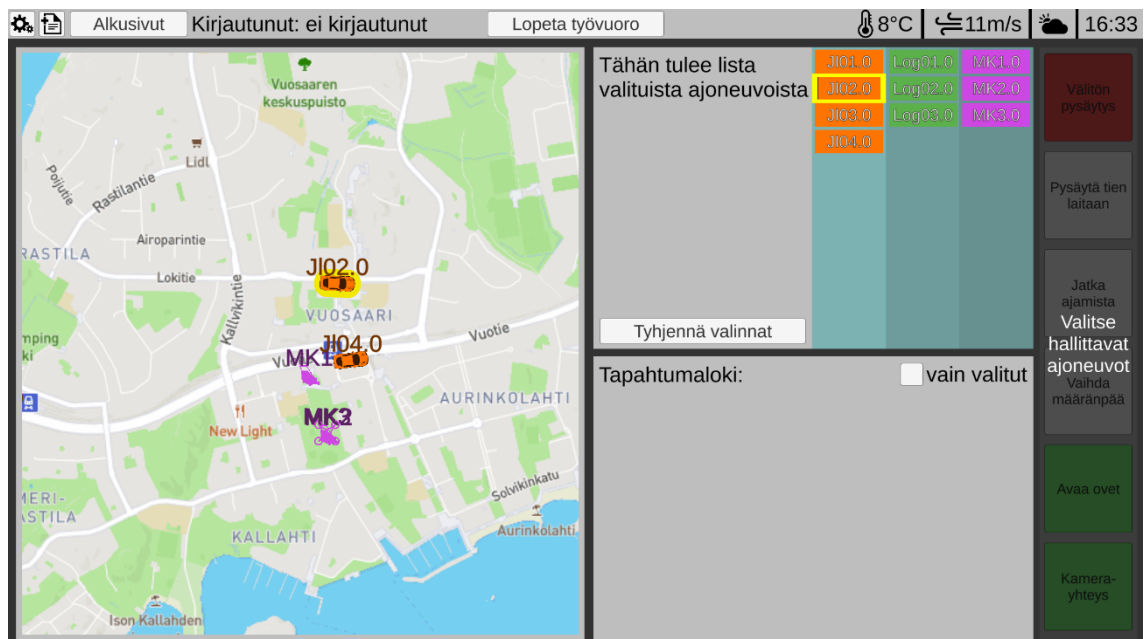 Alkusivut
Kirjautunut: ei kirjautunut
Lopeta työvuoro
8°C
11m/s
16:33
Vuosaaren
keskuspuisto
Lidl
Poijutie
Rastilantie
Airoparintie
RASTILA
Lokitie
Kallvikintie
JI02.0
VUOSAARI
mping
ki
JI04.0
Vuotie
MK1
AURINKOLAHTI
MK2
New Light
Solvikinkatu
MERI-
ASTILA
KALLAHTI
Aurinkolahti
Ison Kallahden
Tähän tulee lista
valituista ajoneuvoista
JI01.0 Log01.0 MK1.0
JI02.0 Log02.0 MK2.0
JI03.0 Log03.0 MK3.0
JI04.0
Tyhjennä valinnat
Tapahtumaloki:
vain valitut
Välitön
pysäytys
Pysäytä tien
laitaan
Jatka
ajamista
Valitse
hallittavat
ajoneuvot
Vaihda
määränpää
Avaa ovet
Kamera-
yhteys